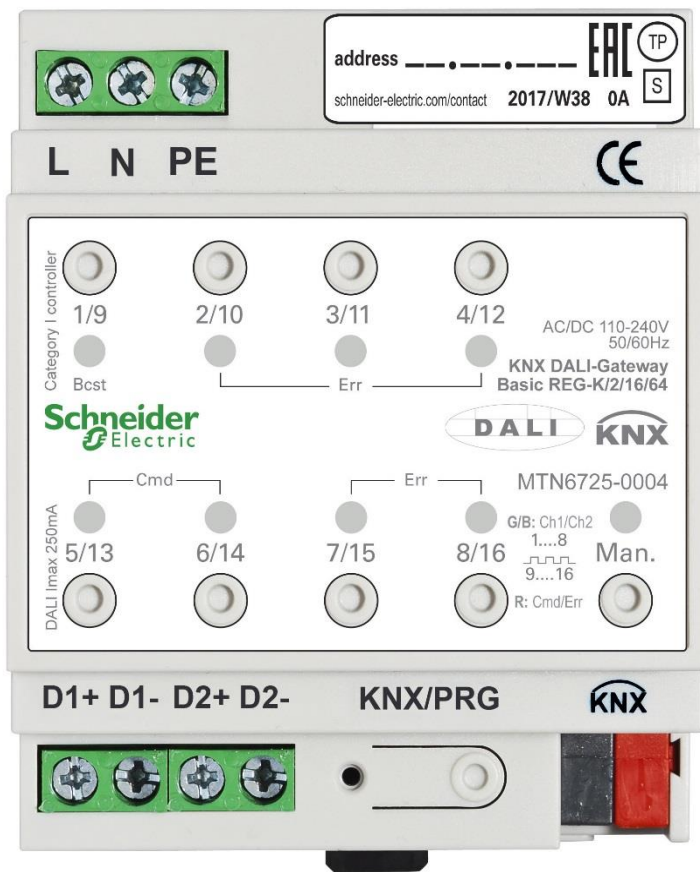 address __.__.___ EAC TP
schneider-electric.com/contact 2017/W38 0A S
L N PE CE
Category I controller
1/9 2/10 3/11 4/12
AC/DC 110-240V
50/60Hz
Bcst Err
KNX DALI-Gateway
Basic REG-K/2/16/64
Schneider
Electric
DALI KNX
Cmd Err MTN6725-0004
DALI Imax 250mA
G/B: Ch1/Ch2
1....8
5/13 6/14 7/15 8/16 Man.
9....16
R: Cmd/Err
D1+ D1- D2+ D2- KNX/PRG KNX